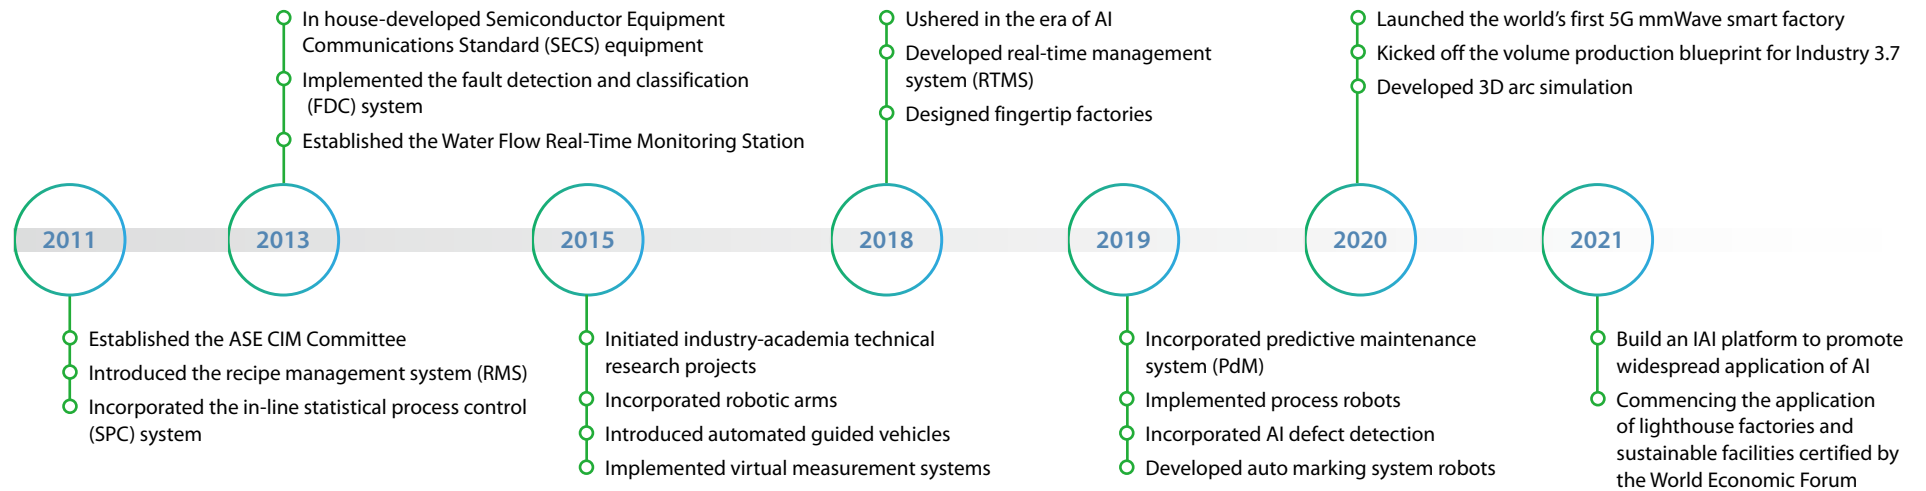 In house-developed Semiconductor Equipment
Communications Standard (SECS) equipment
Implemented the fault detection and classification
(FDC) system
Established the Water Flow Real-Time Monitoring Station
Ushered in the era of AI
Developed real-time management
system (RTMS)
Designed fingertip factories
Launched the world’s first 5G mmWave smart factory
Kicked off the volume production blueprint for Industry 3.7
Developed 3D arc simulation
2011
2013
2015
2018
2019
2020
2021
Established the ASE CIM Committee
Introduced the recipe management system (RMS)
Incorporated the in-line statistical process control
(SPC) system
Initiated industry-academia technical
research projects
Incorporated robotic arms
Introduced automated guided vehicles
Implemented virtual measurement systems
Incorporated predictive maintenance
system (PdM)
Implemented process robots
Incorporated AI defect detection
Developed auto marking system robots
Build an IAI platform to promote
widespread application of AI
Commencing the application
of lighthouse factories and
sustainable facilities certified by
the World Economic Forum